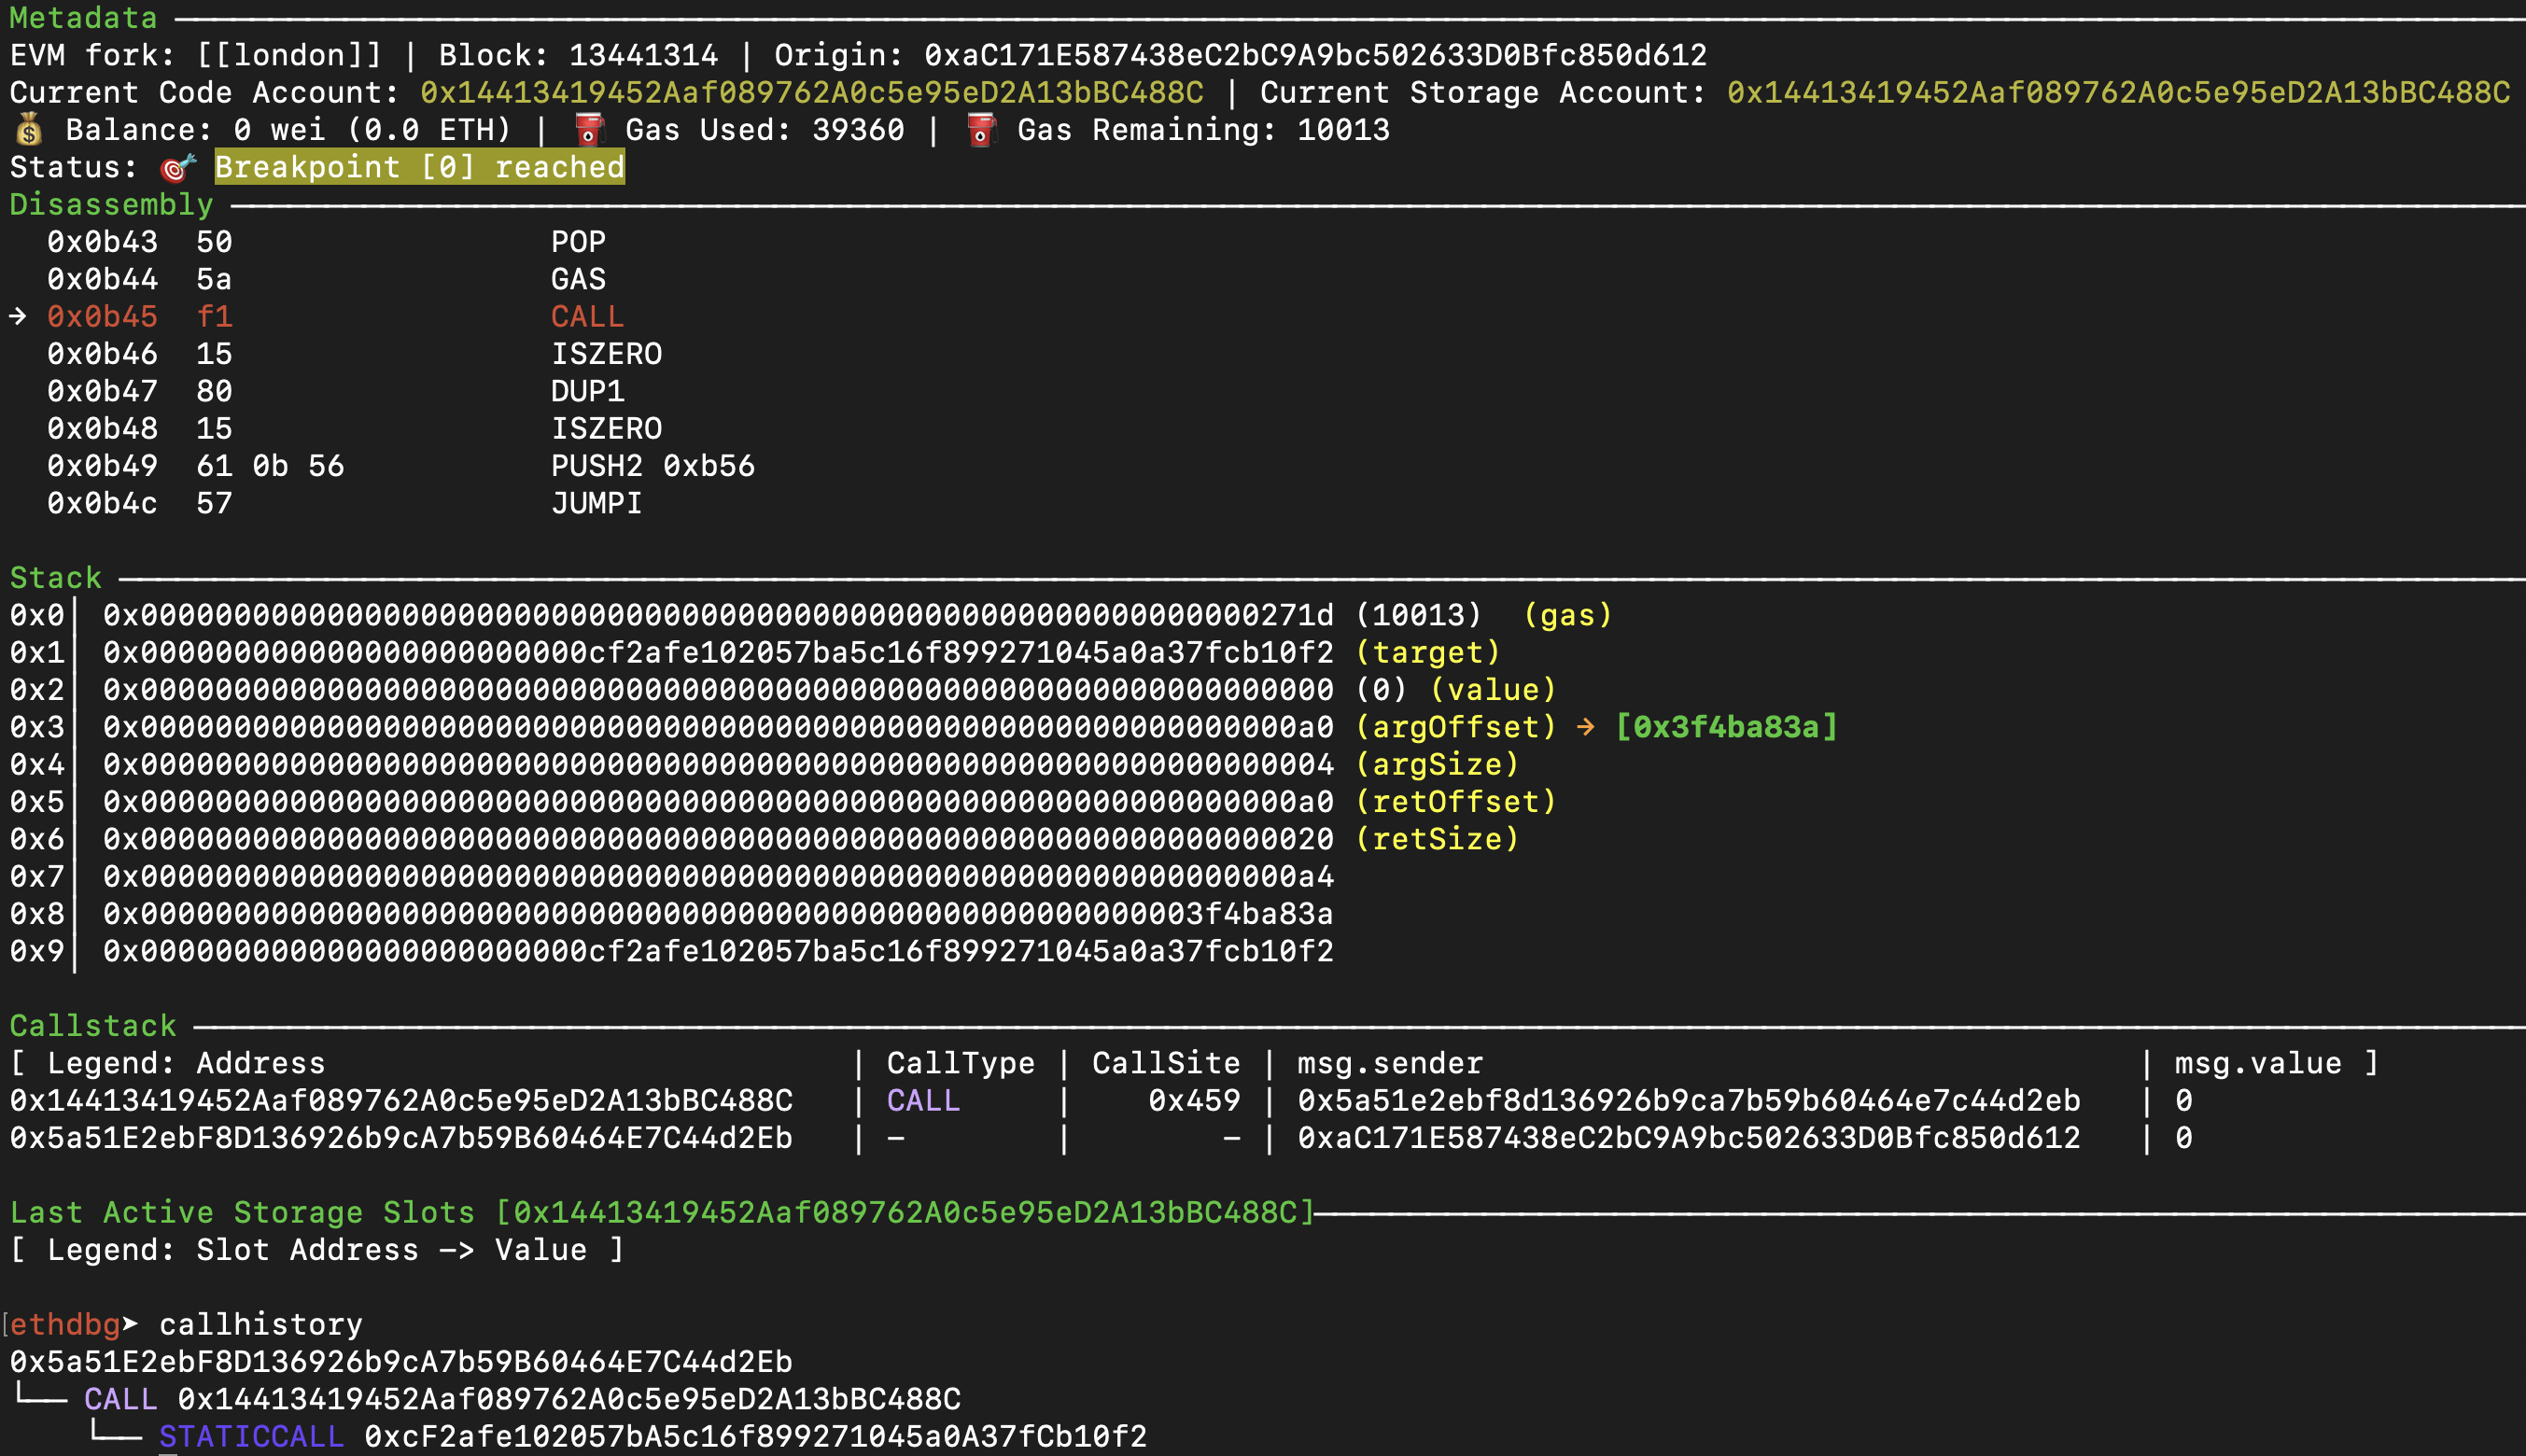 Metadata
EVM fork: [[london]] | Block: 13441314 | Origin: 0xaC171E587438eC2bC9A9bc502633D0Bfc850d612
Current Code Account: 0x14413419452Aaf089762A0c5e95eD2A13bBC488C | Current Storage Account: 0x14413419452Aaf089762A0c5e95eD2A13bBC488C
💰 Balance: 0 wei (0.0 ETH) | ⛽ Gas Used: 39360 | ⛽ Gas Remaining: 10013
Status: 🎯 Breakpoint [0] reached
Disassembly
0x0b43 50 POP
0x0b44 5a GAS
→ 0x0b45 f1 CALL
0x0b46 15 ISZERO
0x0b47 80 DUP1
0x0b48 15 ISZERO
0x0b49 61 0b 56 PUSH2 0xb56
0x0b4c 57 JUMPI
Stack
0x0│ 0x000000000000000000000000000000000000000000000000000000000000271d (10013) (gas)
0x1│ 0x000000000000000000000000cf2afe102057ba5c16f899271045a0a37fcb10f2 (target)
0x2│ 0x0000000000000000000000000000000000000000000000000000000000000000 (0) (value)
0x3│ 0x00000000000000000000000000000000000000000000000000000000000000a0 (argOffset) → [0x3f4ba83a]
0x4│ 0x0000000000000000000000000000000000000000000000000000000000000004 (argSize)
0x5│ 0x00000000000000000000000000000000000000000000000000000000000000a0 (retOffset)
0x6│ 0x0000000000000000000000000000000000000000000000000000000000000020 (retSize)
0x7│ 0x00000000000000000000000000000000000000000000000000000000000000a4
0x8│ 0x000000000000000000000000000000000000000000000000000000003f4ba83a
0x9│ 0x000000000000000000000000cf2afe102057ba5c16f899271045a0a37fcb10f2
Callstack
[ Legend: Address | CallType | CallSite | msg.sender | msg.value ]
0x14413419452Aaf089762A0c5e95eD2A13bBC488C | CALL | 0x459 | 0x5a51e2ebf8d136926b9ca7b59b60464e7c44d2eb | 0
0x5a51E2ebF8D136926b9cA7b59B60464E7C44d2Eb | – | – | 0xaC171E587438eC2bC9A9bc502633D0Bfc850d612 | 0
Last Active Storage Slots [0x14413419452Aaf089762A0c5e95eD2A13bBC488C]
[ Legend: Slot Address –> Value ]
[ethdbg➤ callhistory
0x5a51E2ebF8D136926b9cA7b59B60464E7C44d2Eb
└── CALL 0x14413419452Aaf089762A0c5e95eD2A13bBC488C
└── STATICCALL 0xcF2afe102057bA5c16f899271045a0A37fCb10f2